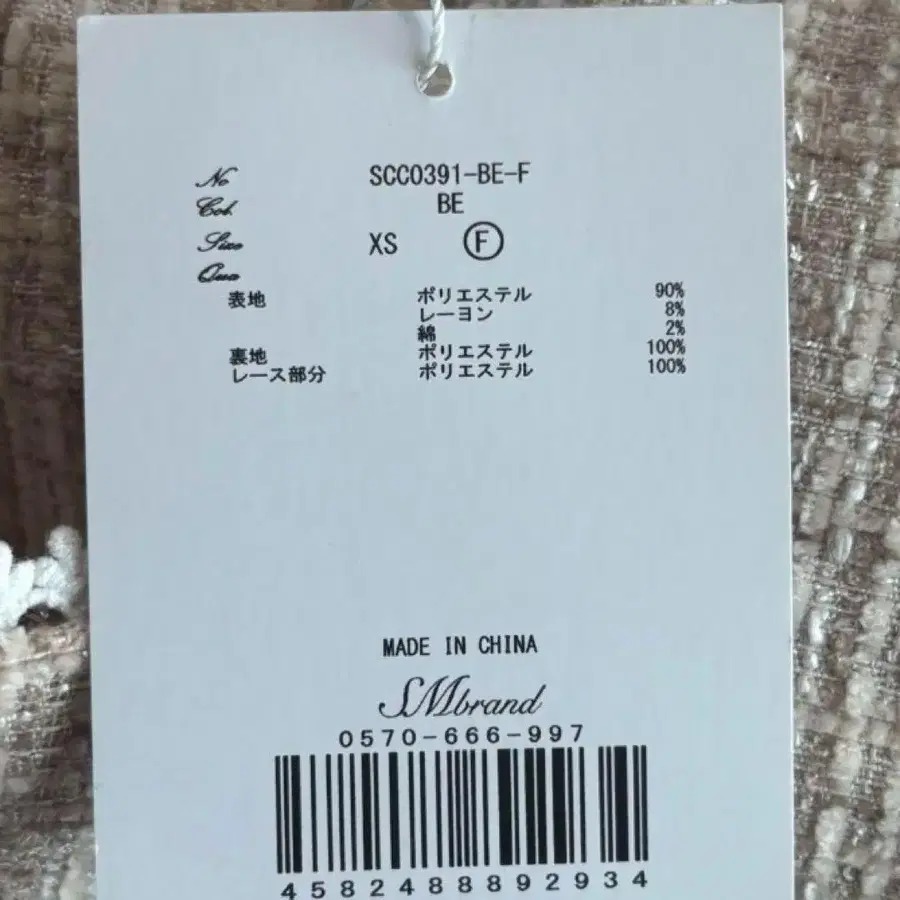 No SCC0391-BE-F
Col. BE
Size XS Ⓕ
Qua
表地 ポリエステル 90%
レーヨン 8%
綿 2%
裏地 ポリエステル 100%
レース部分 ポリエステル 100%
MADE IN CHINA
SMbrand
0570-666-997
4582488892934